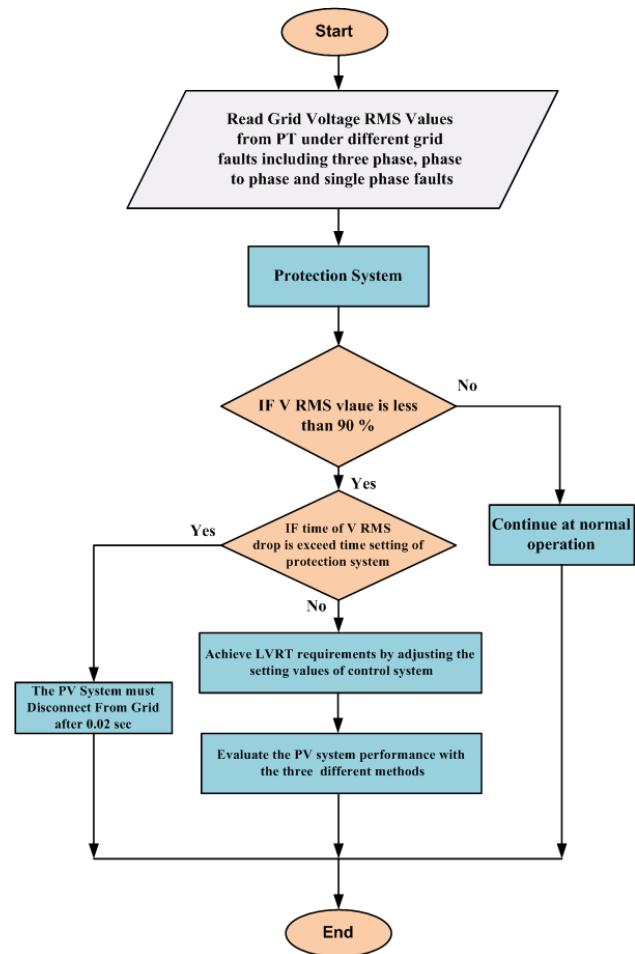 Start
Read Grid Voltage RMS Values
from PT under different grid
faults including three phase, phase
to phase and single phase faults
Protection System
No
IF V RMS vlaue is less
than 90 %
Yes
Yes
IF time of V RMS
drop is exceed time setting of
protection system
Continue at normal
operation
No
Achieve LVRT requirements by adjusting the
setting values of control system
The PV System must
Disconnect From Grid
after 0.02 sec
Evaluate the PV system performance with
the three different methods
End